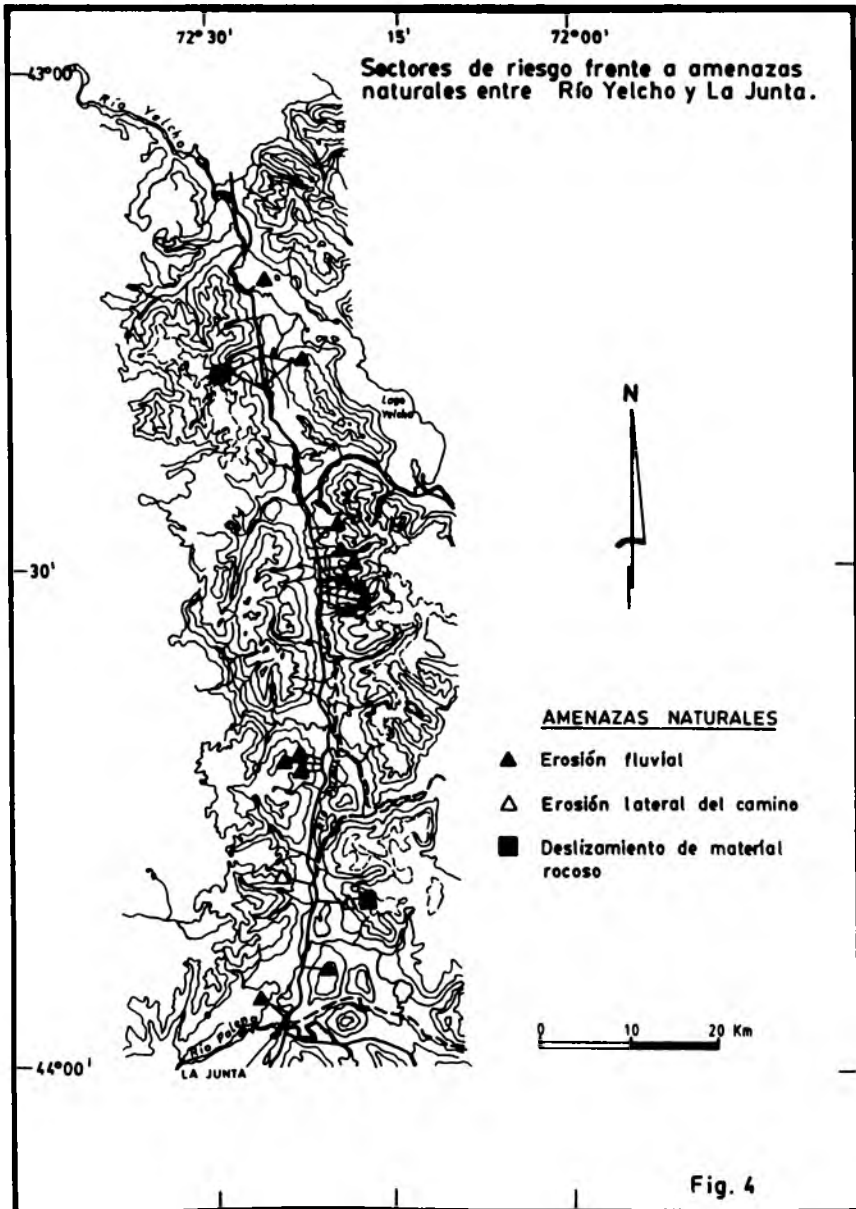 72°30'
15'
72°00'
43°00'
Sectores de riesgo frente a amenazas
naturales entre Río Yelcho y La Junta.
Río Yelcho
Lago
Yelcho
N
30'
AMENAZAS NATURALES
Erosión fluvial
Erosión lateral del camino
Deslizamiento de material
rocoso
0 10 20 Km
Río Palena
44°00'
LA JUNTA
Fig. 4